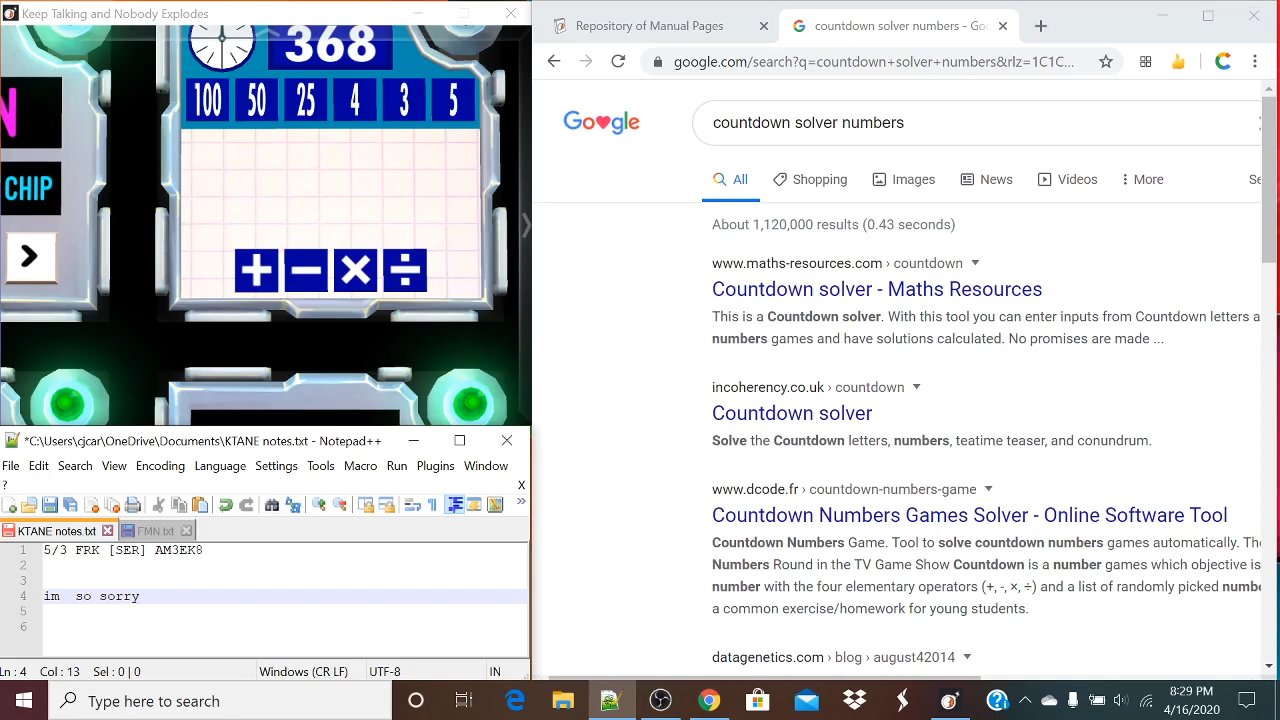 Keep Talking and Nobody Explodes
368
100 50 25 4 3 5
N
CHIP
>
+ − × ÷
*C:\Users\cjcar\OneDrive\Documents\KTANE notes.txt - Notepad++
File Edit Search View Encoding Language Settings Tools Macro Run Plugins Window
? X
KTANE notes.txt FMN.txt
1 5/3 FRK [SER] AM3EK8
2
3
4 im  so sorry
5
6
Ln : 4 Col : 13 Sel : 0 | 0 Windows (CR LF) UTF-8 IN
Repository of Manual Pages
countdown solver numbers - Goo
google.com/search?q=countdown+solver+numbers&rlz=1C1C...
Google
countdown solver numbers
All Shopping Images News Videos More Se
About 1,120,000 results (0.43 seconds)
www.maths-resources.com › countdown
Countdown solver - Maths Resources
This is a Countdown solver. With this tool you can enter inputs from Countdown letters a
numbers games and have solutions calculated. No promises are made ...
incoherency.co.uk › countdown
Countdown solver
Solve the Countdown letters, numbers, teatime teaser, and conundrum.
www.dcode.fr › countdown-numbers-game
Countdown Numbers Games Solver - Online Software Tool
Countdown Numbers Game. Tool to solve countdown numbers games automatically. The
Numbers Round in the TV Game Show Countdown is a number games which objective is
number with the four elementary operators (+, -, ×, ÷) and a list of randomly picked numbe
a common exercise/homework for young students.
datagenetics.com › blog › august42014
Type here to search
8:29 PM
4/16/2020